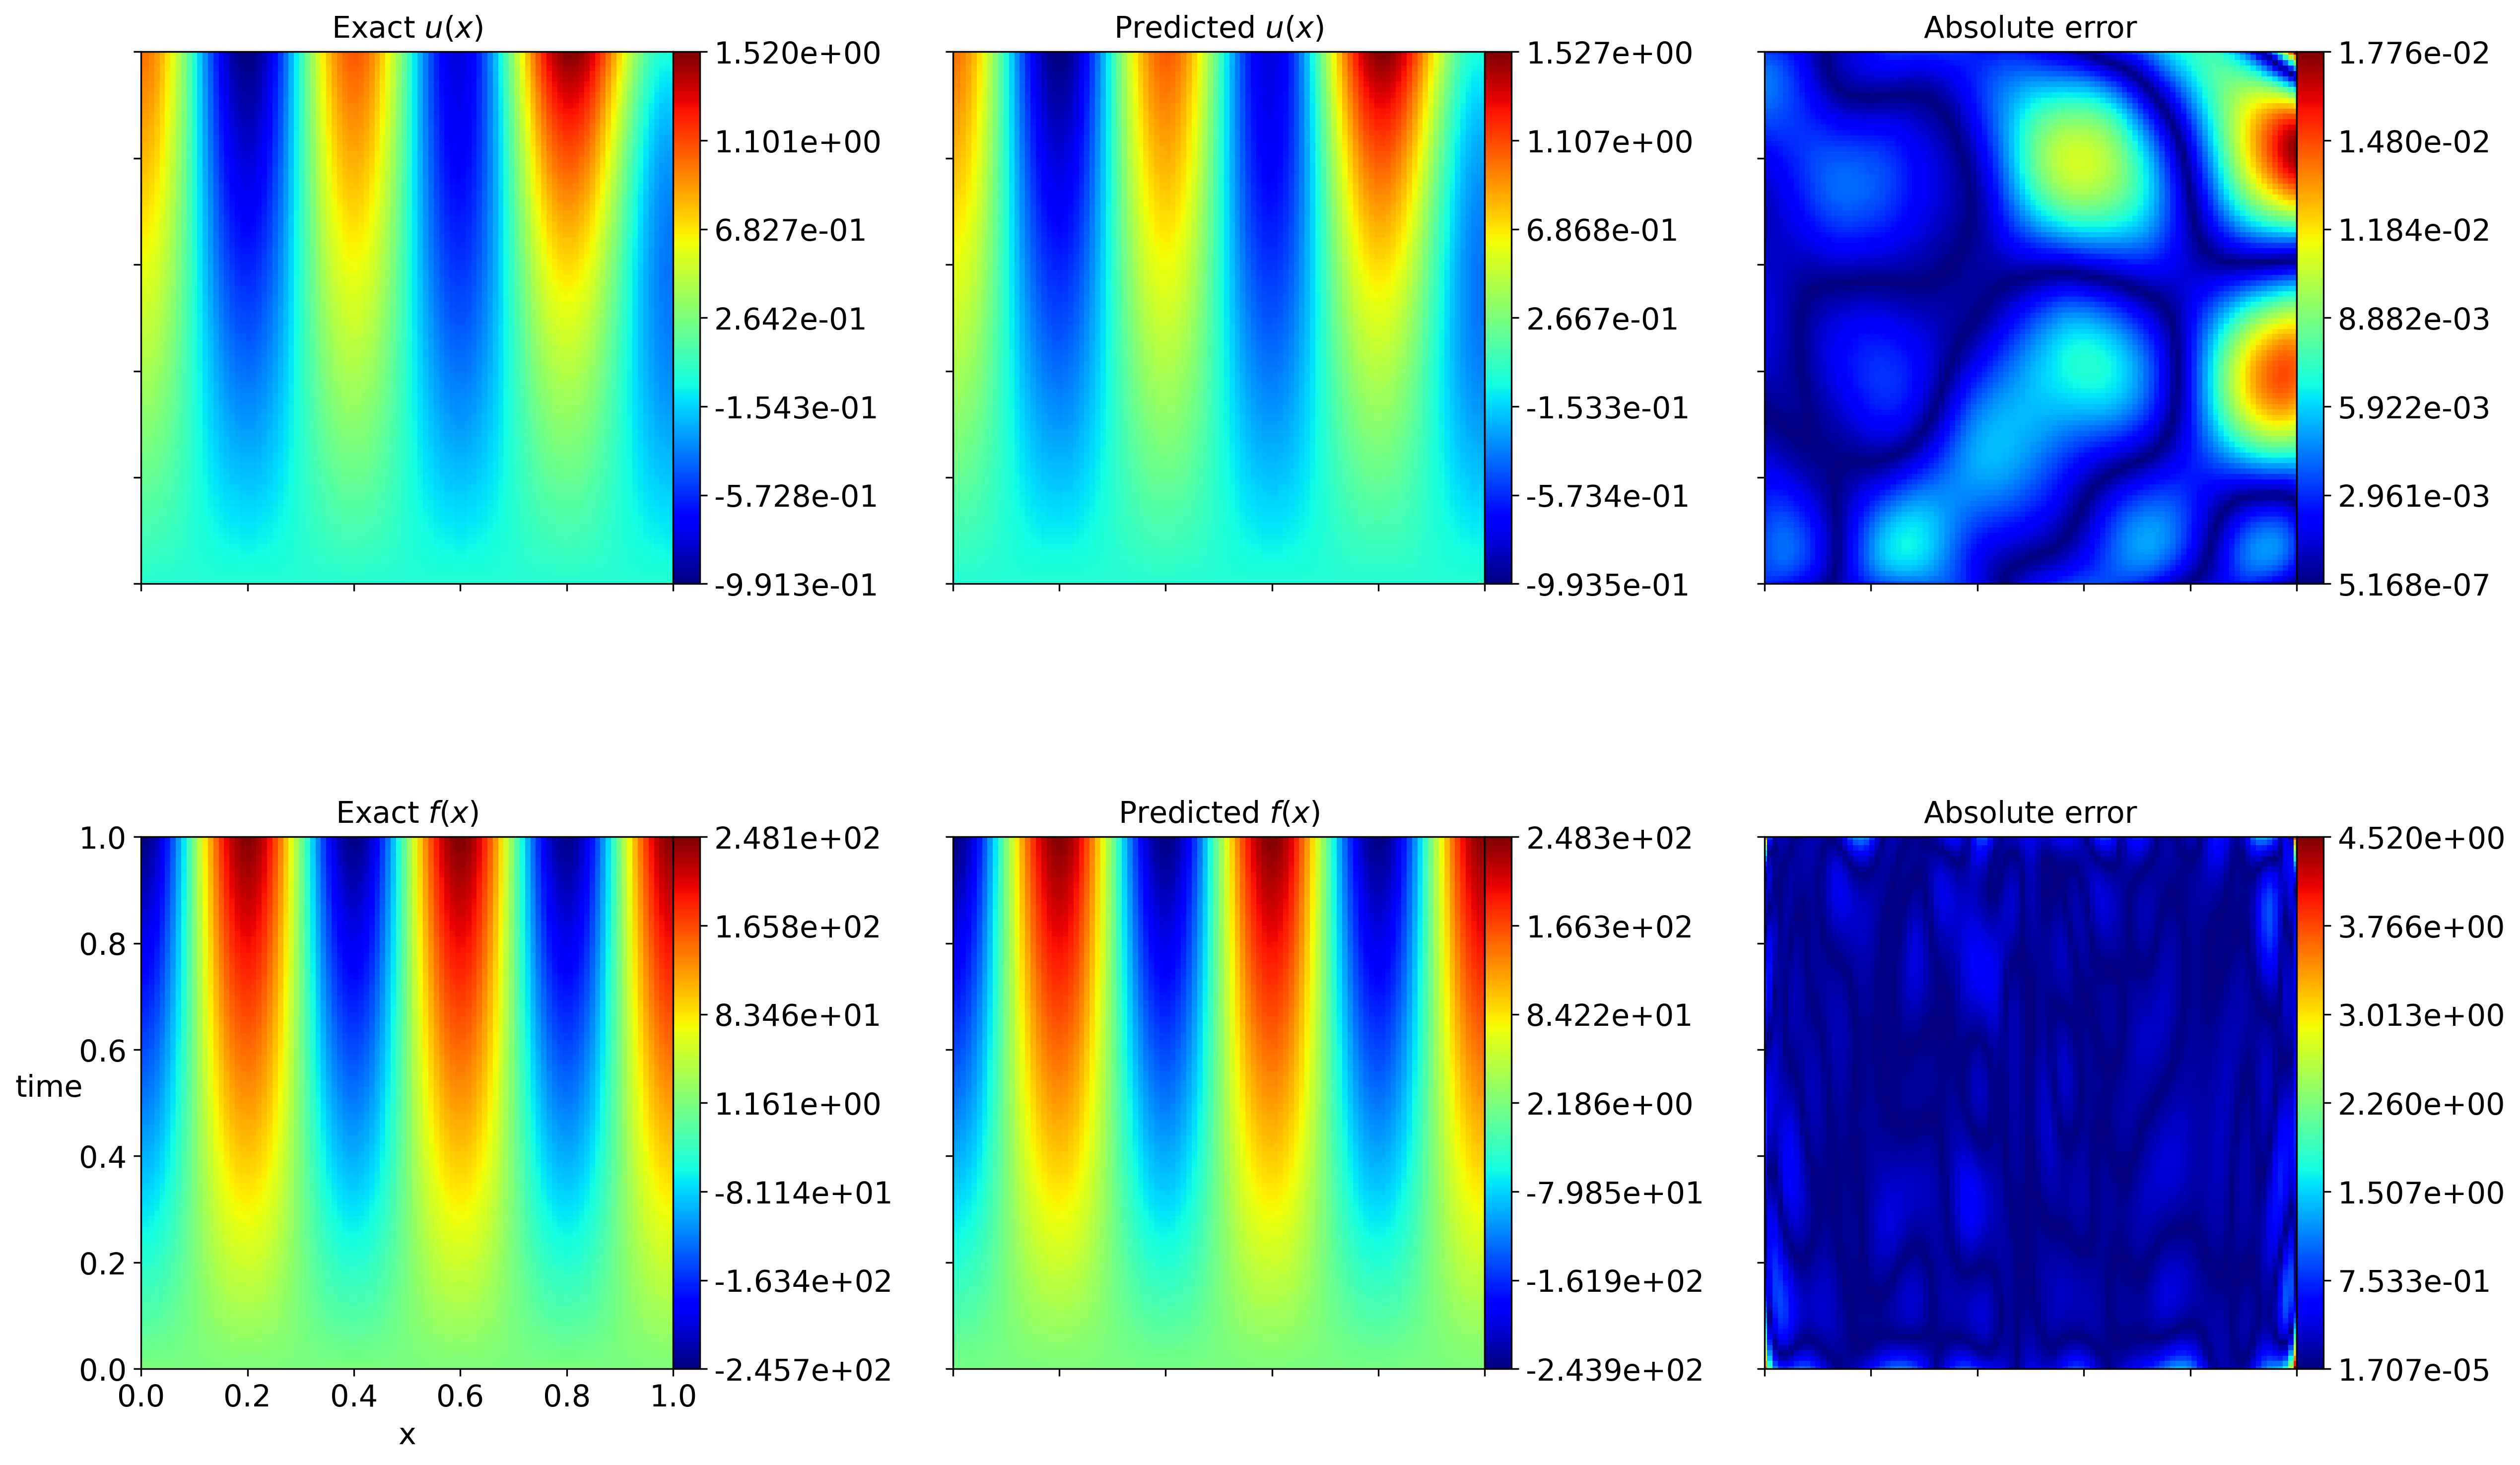 Exact u(x)
1.520e+00
1.101e+00
6.827e-01
2.642e-01
-1.543e-01
-5.728e-01
-9.913e-01
Predicted u(x)
1.527e+00
1.107e+00
6.868e-01
2.667e-01
-1.533e-01
-5.734e-01
-9.935e-01
Absolute error
1.776e-02
1.480e-02
1.184e-02
8.882e-03
5.922e-03
2.961e-03
5.168e-07
Exact f(x)
time
1.0
0.8
0.6
0.4
0.2
0.0
0.0 0.2 0.4 0.6 0.8 1.0
x
2.481e+02
1.658e+02
8.346e+01
1.161e+00
-8.114e+01
-1.634e+02
-2.457e+02
Predicted f(x)
2.483e+02
1.663e+02
8.422e+01
2.186e+00
-7.985e+01
-1.619e+02
-2.439e+02
Absolute error
4.520e+00
3.766e+00
3.013e+00
2.260e+00
1.507e+00
7.533e-01
1.707e-05